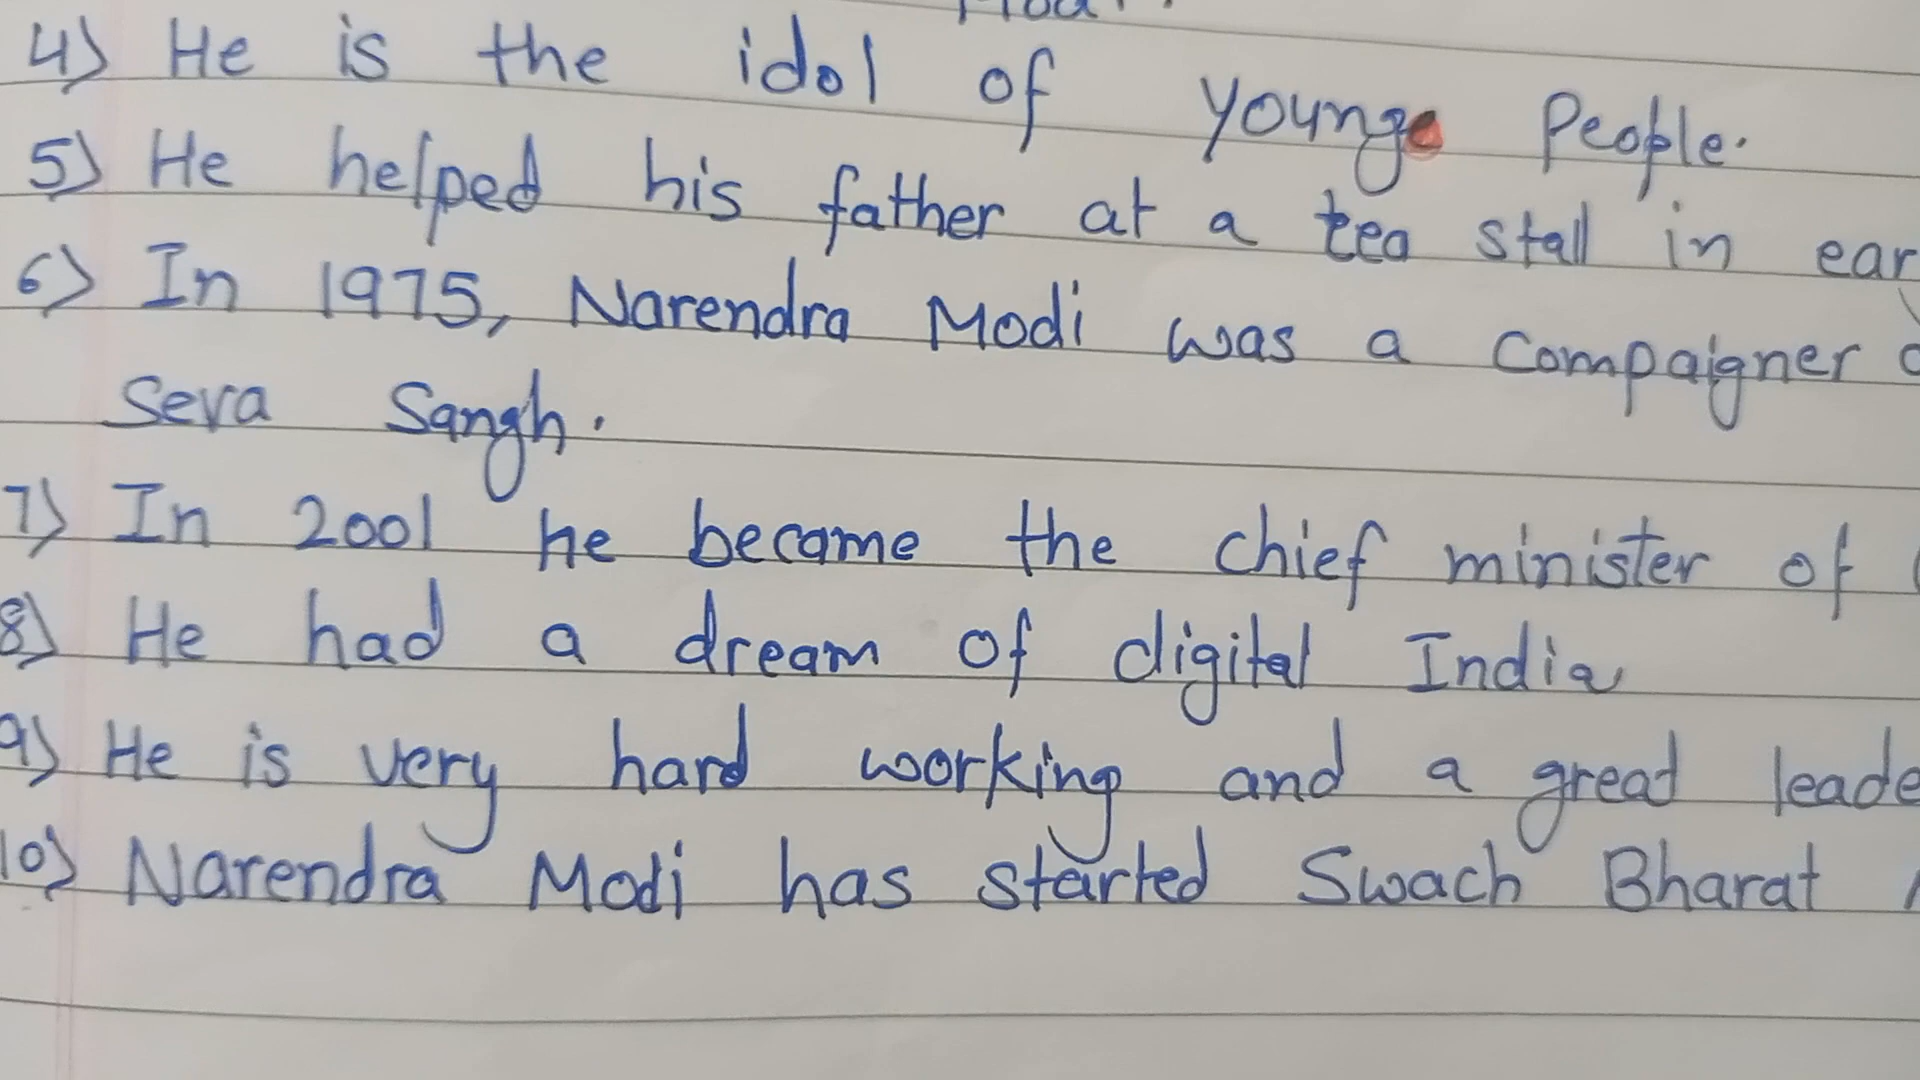 4) He is the idol of young People.
5) He helped his father at a tea stall in ear
6) In 1975, Narendra Modi was a Compaigner
Seva Sangh.
7) In 2001 he became the chief minister of
8) He had a dream of digital India
9) He is very hard working and a great leade
10) Narendra Modi has started Swach Bharat